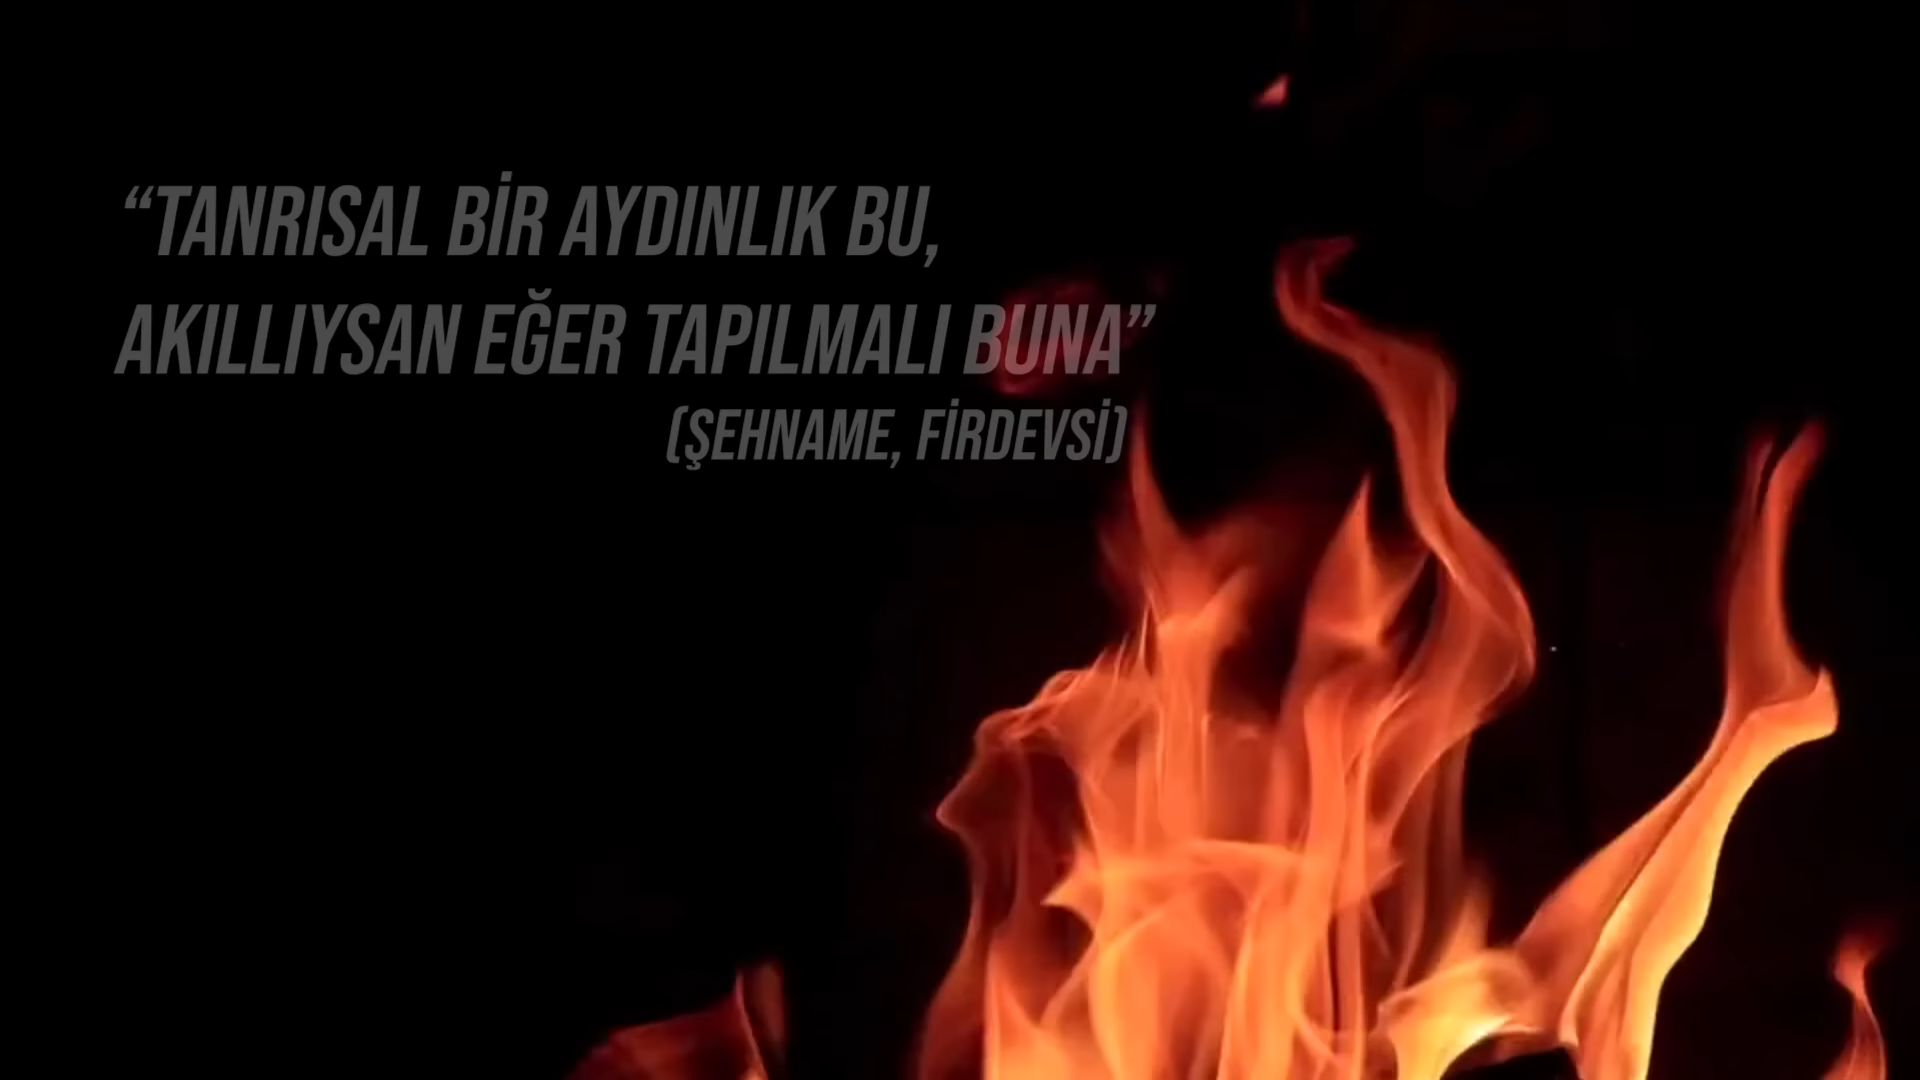 “TANRISAL BİR AYDINLIK BU,
AKILLIYSAN EĞER TAPILMALI BUNA”
(ŞEHNAME, FİRDEVSİ)